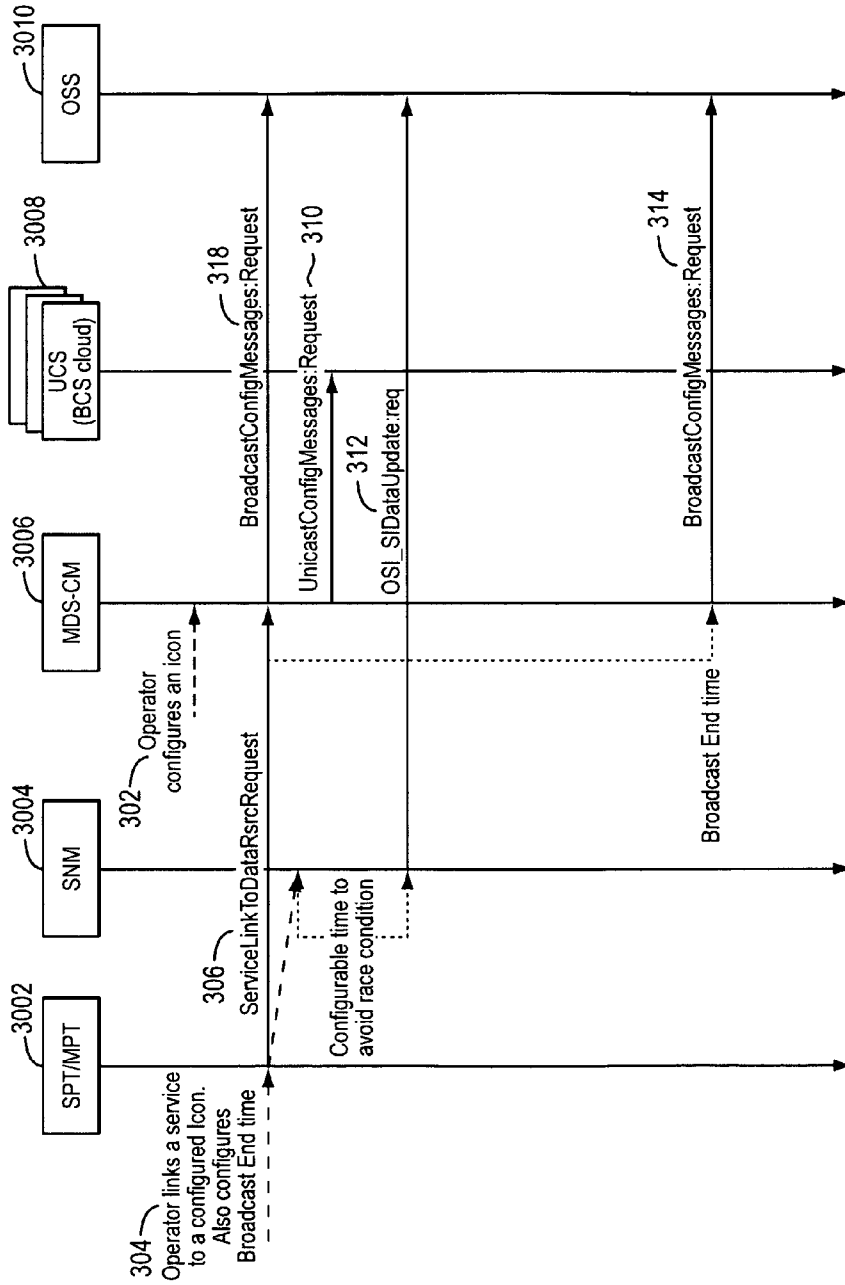 3002
SPT/MPT
3004
SNM
3006
MDS-CM
3008
UCS
(BCS cloud)
3010
OSS
302
Operator
configures an icon
304
Operator links a service
to a configured Icon.
Also configures
Broadcast End time
306
ServiceLinkToDataRsrcRequest
BroadcastConfigMessages:Request
318
UnicastConfigMessages:Request
310
312
OSI_SIDataUpdate:req
Configurable time to
avoid race condition
Broadcast End time
BroadcastConfigMessages:Request
314